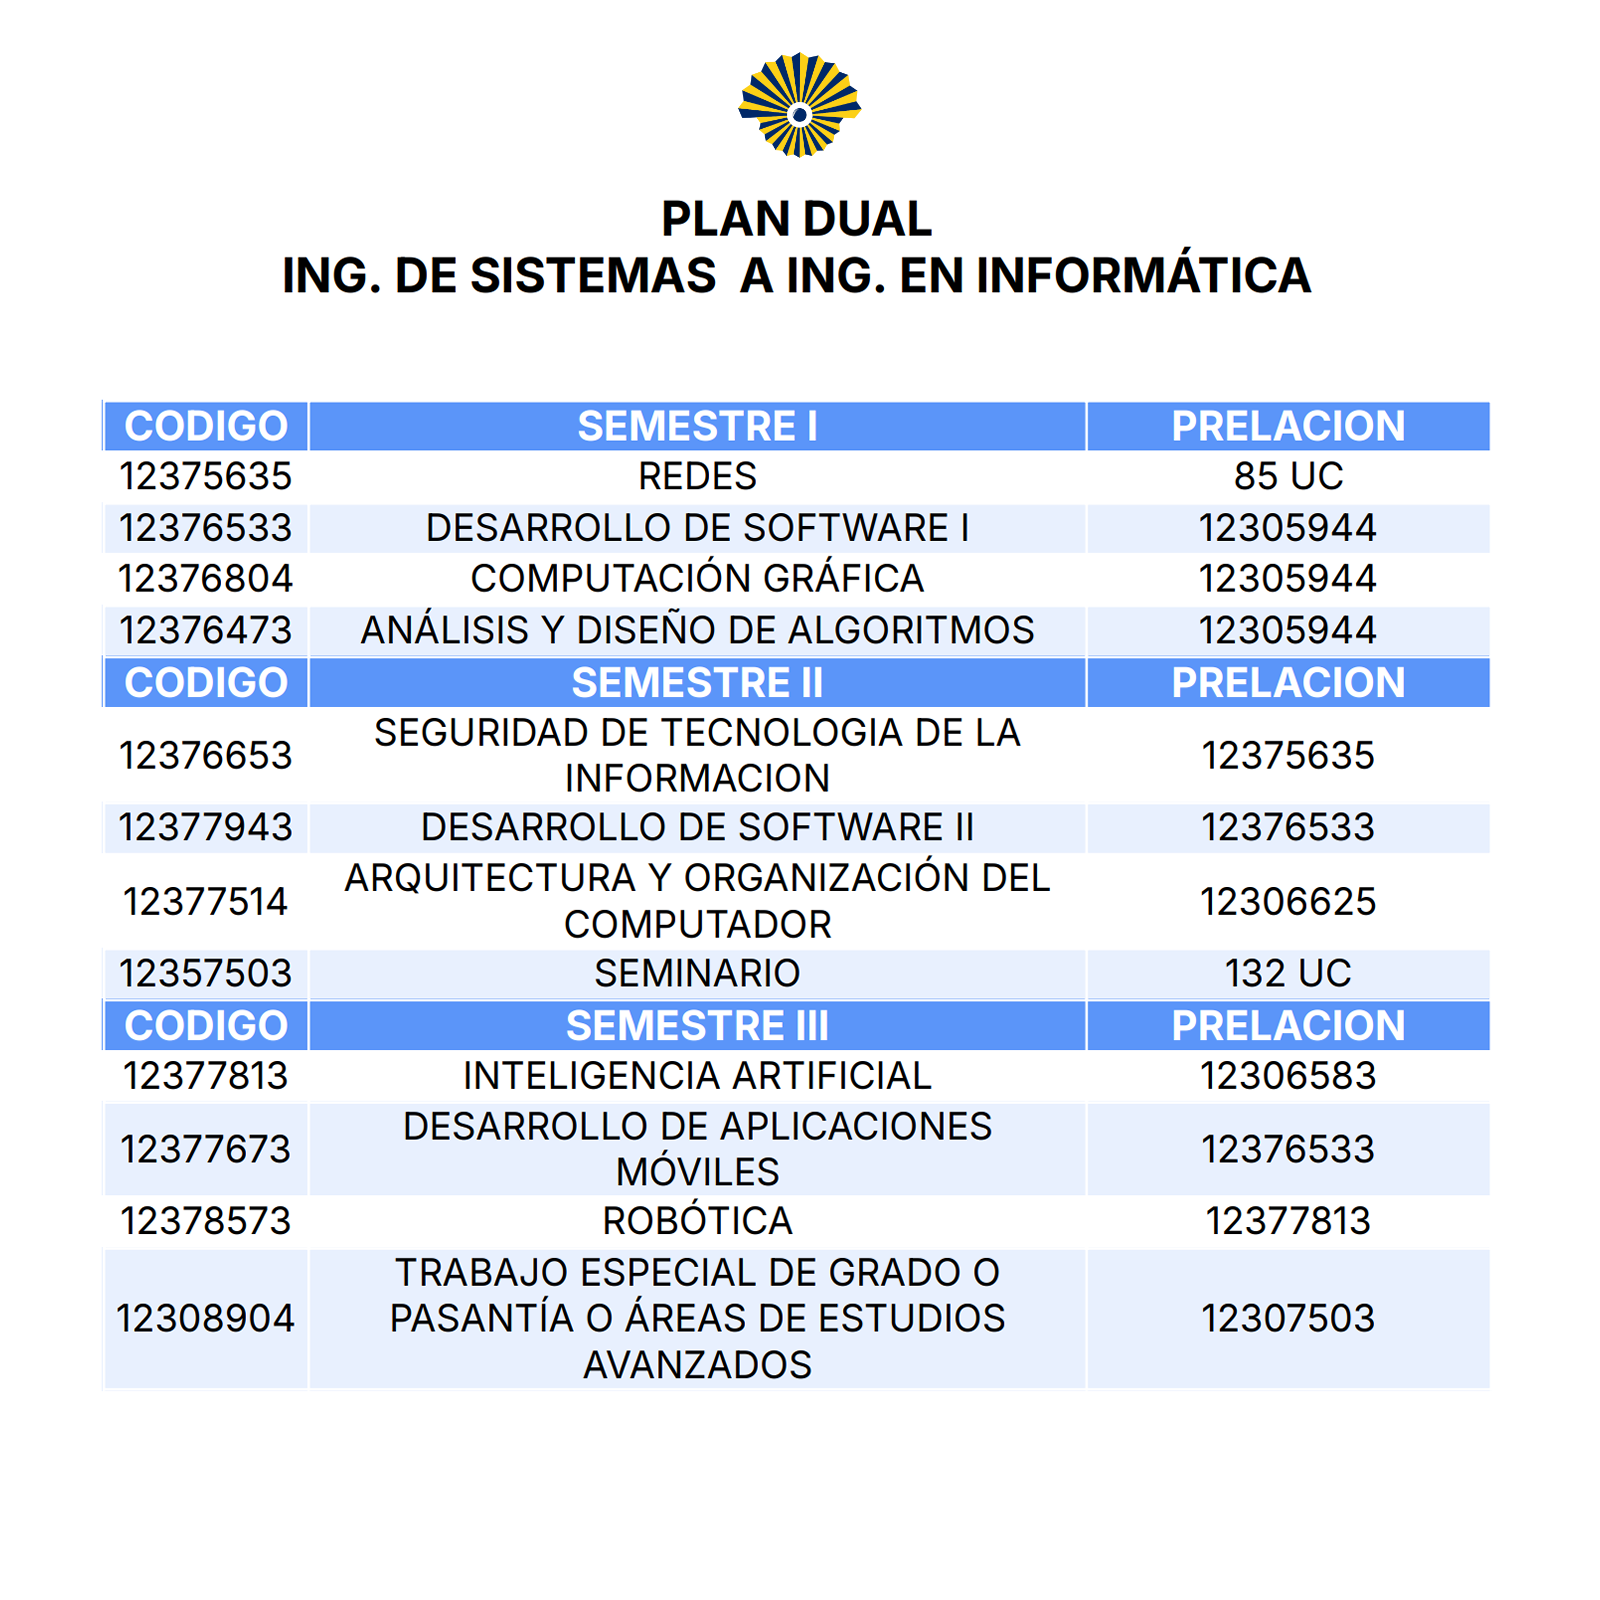 PLAN DUAL
ING. DE SISTEMAS A ING. EN INFORMÁTICA
CODIGO SEMESTRE I PRELACION
12375635 REDES 85 UC
12376533 DESARROLLO DE SOFTWARE I 12305944
12376804 COMPUTACIÓN GRÁFICA 12305944
12376473 ANÁLISIS Y DISEÑO DE ALGORITMOS 12305944
CODIGO SEMESTRE II PRELACION
12376653 SEGURIDAD DE TECNOLOGIA DE LA
INFORMACION 12375635
12377943 DESARROLLO DE SOFTWARE II 12376533
12377514 ARQUITECTURA Y ORGANIZACIÓN DEL
COMPUTADOR 12306625
12357503 SEMINARIO 132 UC
CODIGO SEMESTRE III PRELACION
12377813 INTELIGENCIA ARTIFICIAL 12306583
12377673 DESARROLLO DE APLICACIONES
MÓVILES 12376533
12378573 ROBÓTICA 12377813
12308904 TRABAJO ESPECIAL DE GRADO O
PASANTÍA O ÁREAS DE ESTUDIOS
AVANZADOS 12307503